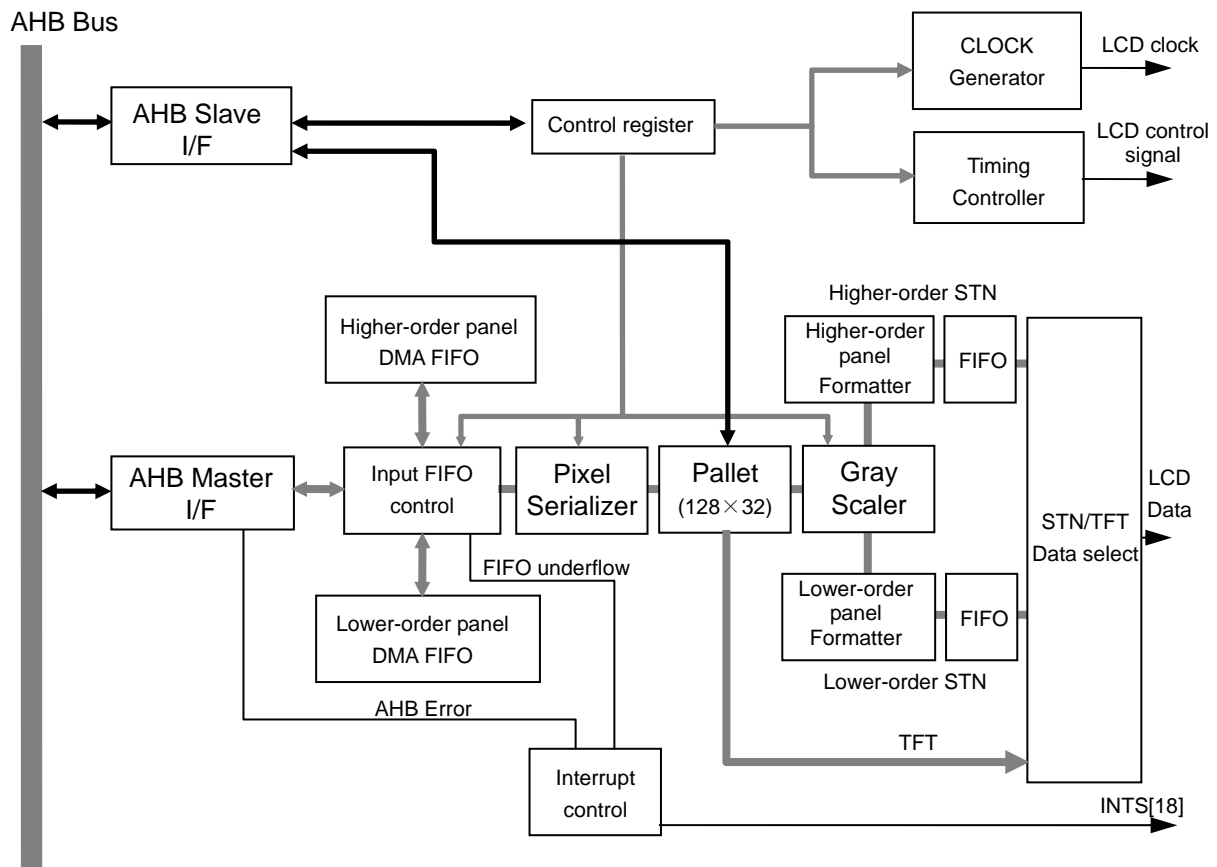 AHB Bus
AHB Slave
I/F
Control register
CLOCK
Generator
LCD clock
Timing
Controller
LCD control
signal
Higher-order panel
DMA FIFO
Higher-order STN
Higher-order
panel
Formatter
FIFO
AHB Master
I/F
Input FIFO
control
Pixel
Serializer
Pallet
(128×32)
Gray
Scaler
STN/TFT
Data select
LCD
Data
FIFO underflow
Lower-order panel
DMA FIFO
Lower-order
panel
Formatter
FIFO
Lower-order STN
AHB Error
TFT
Interrupt
control
INTS[18]